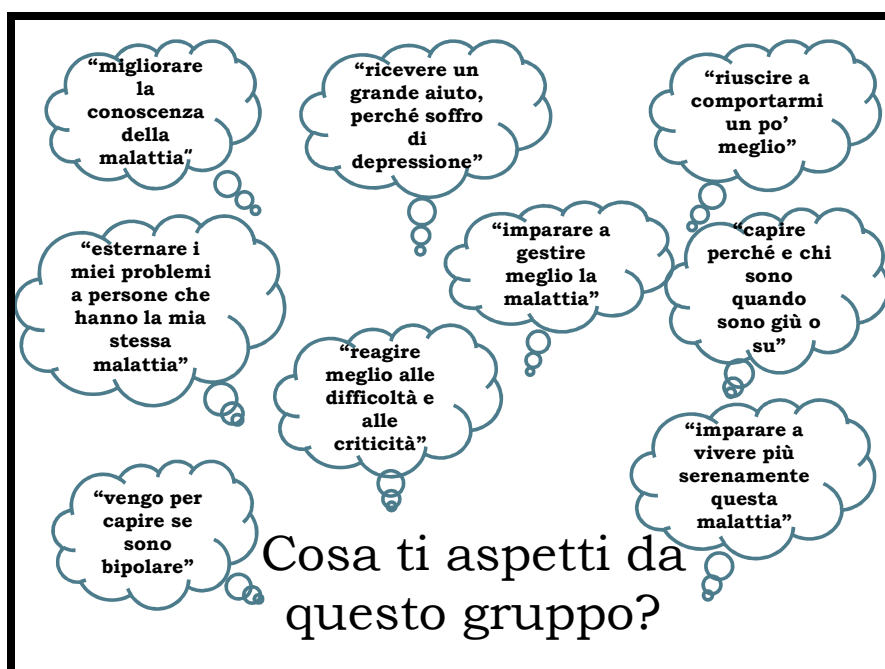 “migliorare
la
conoscenza
della
malattia”
“ricevere un
grande aiuto,
perché soffro
di
depressione”
“riuscire a
comportarmi
un po’
meglio”
“esternare i
miei problemi
a persone che
hanno la mia
stessa
malattia”
“imparare a
gestire
meglio la
malattia”
“capire
perché e chi
sono
quando
sono giù o
su”
“reagire
meglio alle
difficoltà e
alle
criticità”
“imparare a
vivere più
serenamente
questa
malattia”
“vengo per
capire se
sono
bipolare”
Cosa ti aspetti da
questo gruppo?